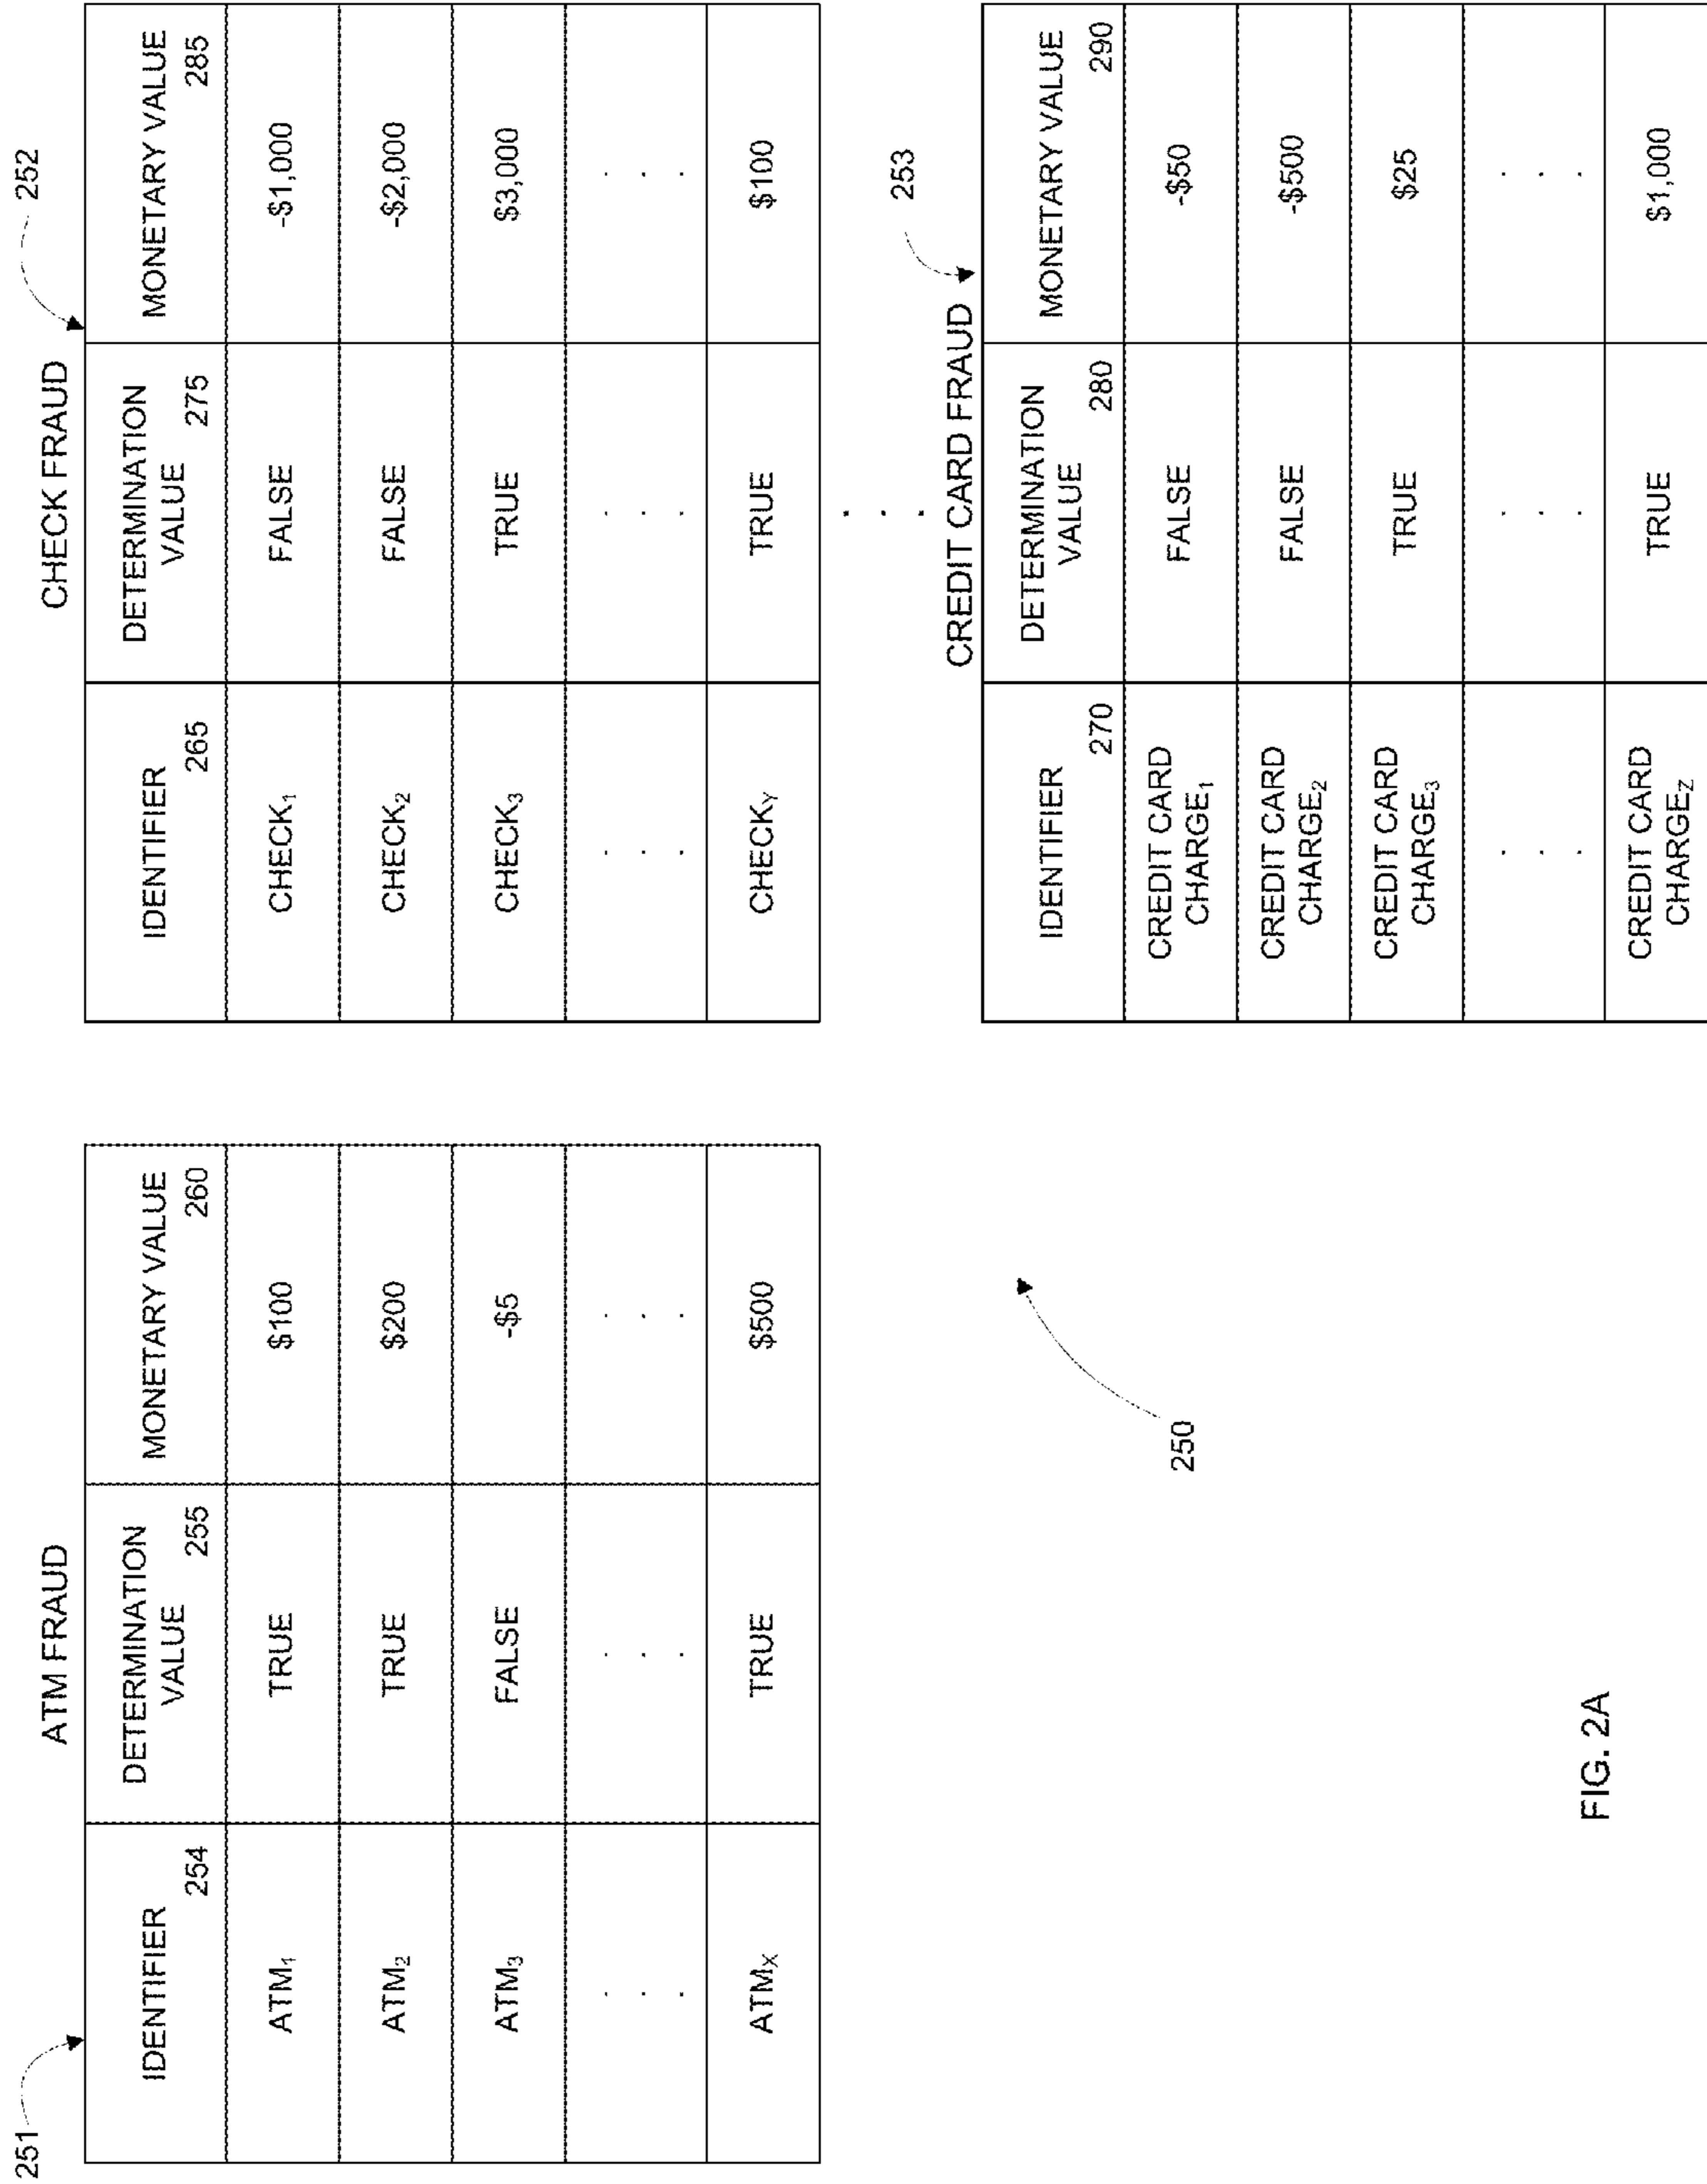 251
ATM FRAUD
IDENTIFIER 254
DETERMINATION
VALUE 255
MONETARY VALUE 260
ATM₁ TRUE $100
ATM₂ TRUE $200
ATM₃ FALSE -$5
. . .
. . .
. . .
ATMₓ TRUE $500
250
252
CHECK FRAUD
IDENTIFIER 265
DETERMINATION
VALUE 275
MONETARY VALUE 285
CHECK₁ FALSE -$1,000
CHECK₂ FALSE -$2,000
CHECK₃ TRUE $3,000
. . .
. . .
. . .
CHECKY TRUE $100
.
.
.
253
CREDIT CARD FRAUD
IDENTIFIER 270
DETERMINATION
VALUE 280
MONETARY VALUE 290
CREDIT CARD
CHARGE₁ FALSE -$50
CREDIT CARD
CHARGE₂ FALSE -$500
CREDIT CARD
CHARGE₃ TRUE $25
. . .
. . .
. . .
CREDIT CARD
CHARGEZ TRUE $1,000
FIG. 2A